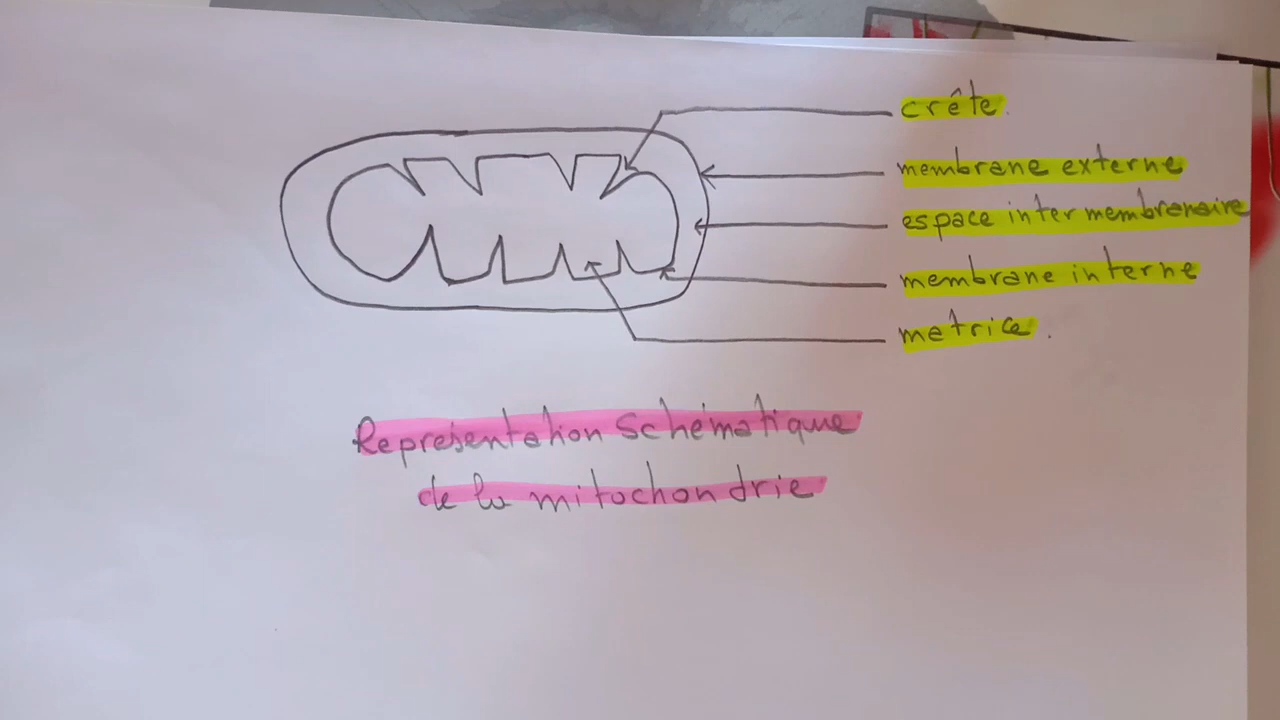 crête.
membrane externe
espace intermembranaire
membrane interne
matrice.
Représentation Schématique
de la mitochondrie